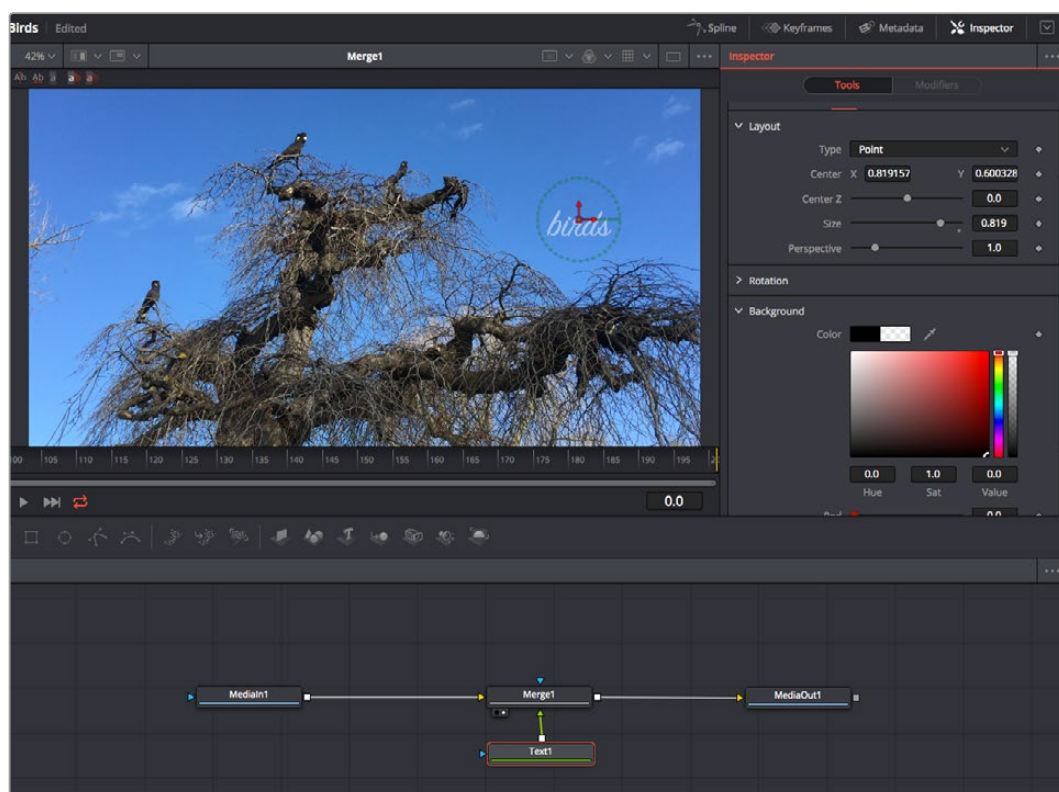 Birds Edited Spline Keyframes Metadata Inspector
42% Merge1 Inspector
Tools Modifiers
Layout
Type Point
Center X 0.819157 Y 0.600328
Center Z 0.0
Size 0.819
Perspective 1.0
birds
Rotation
Background
Color
105 110 115 120 125 130 135 140 145 150 155 160 165 170 175 180 185 190 195
0.0 1.0 0.0
Hue Sat Value
0.0
MediaIn1 Merge1 MediaOut1
Text1